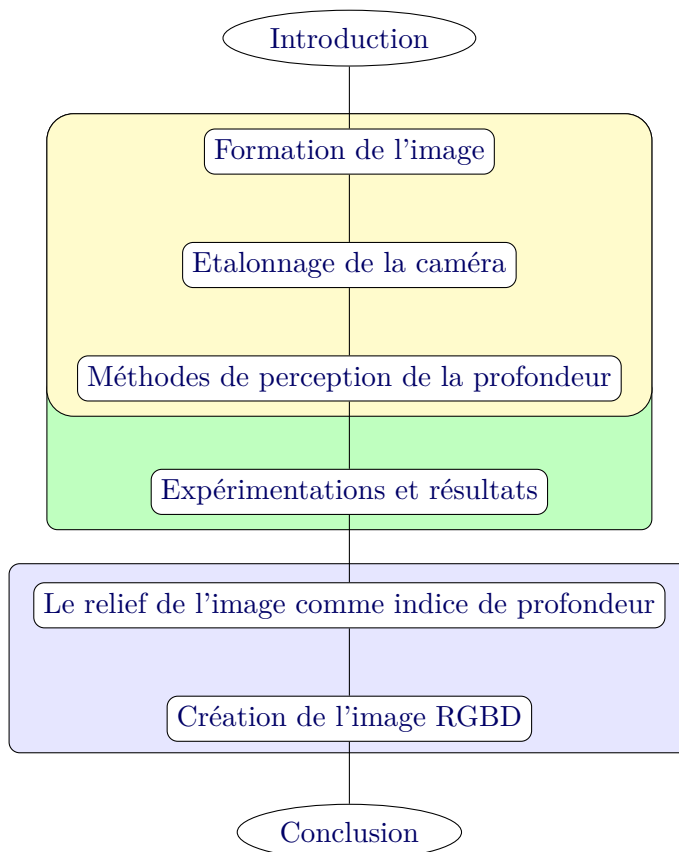 Introduction
Formation de l'image
Etalonnage de la caméra
Méthodes de perception de la profondeur
Expérimentations et résultats
Le relief de l'image comme indice de profondeur
Création de l'image RGBD
Conclusion